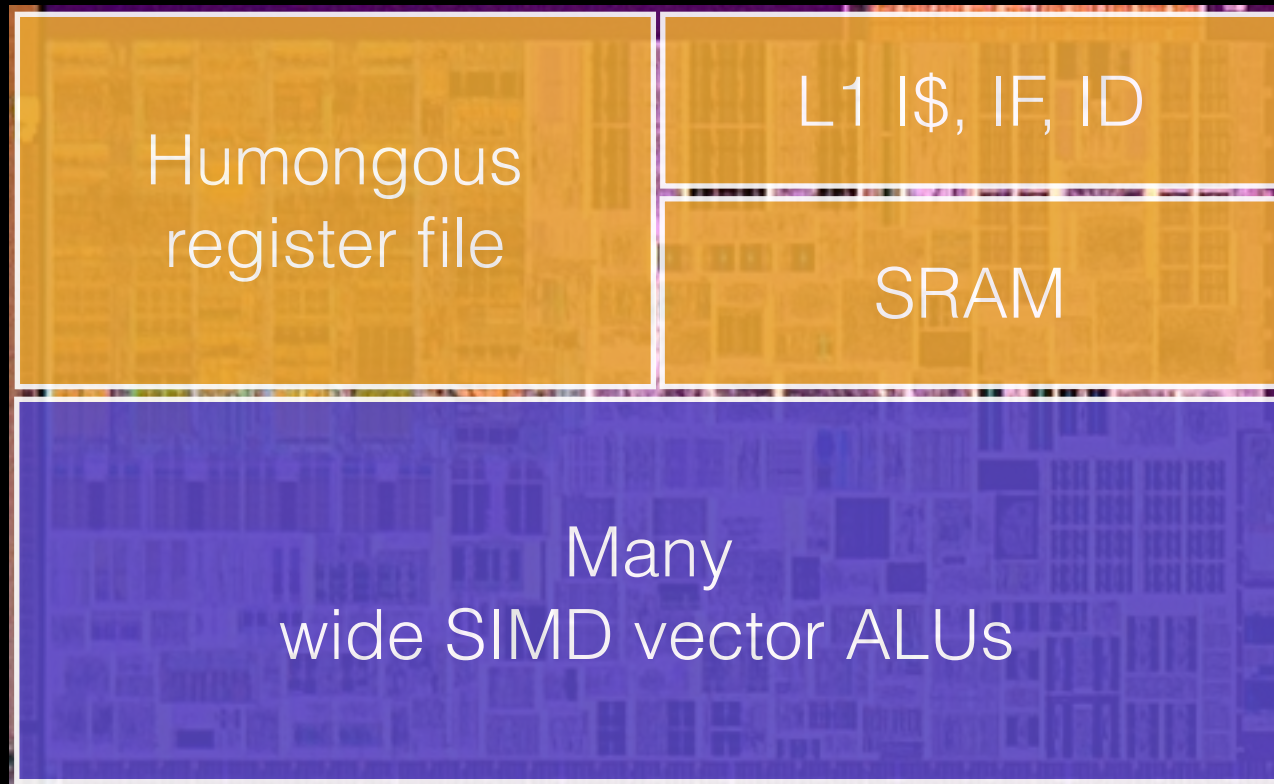 Humongous
register file
L1 I$, IF, ID
SRAM
Many
wide SIMD vector ALUs